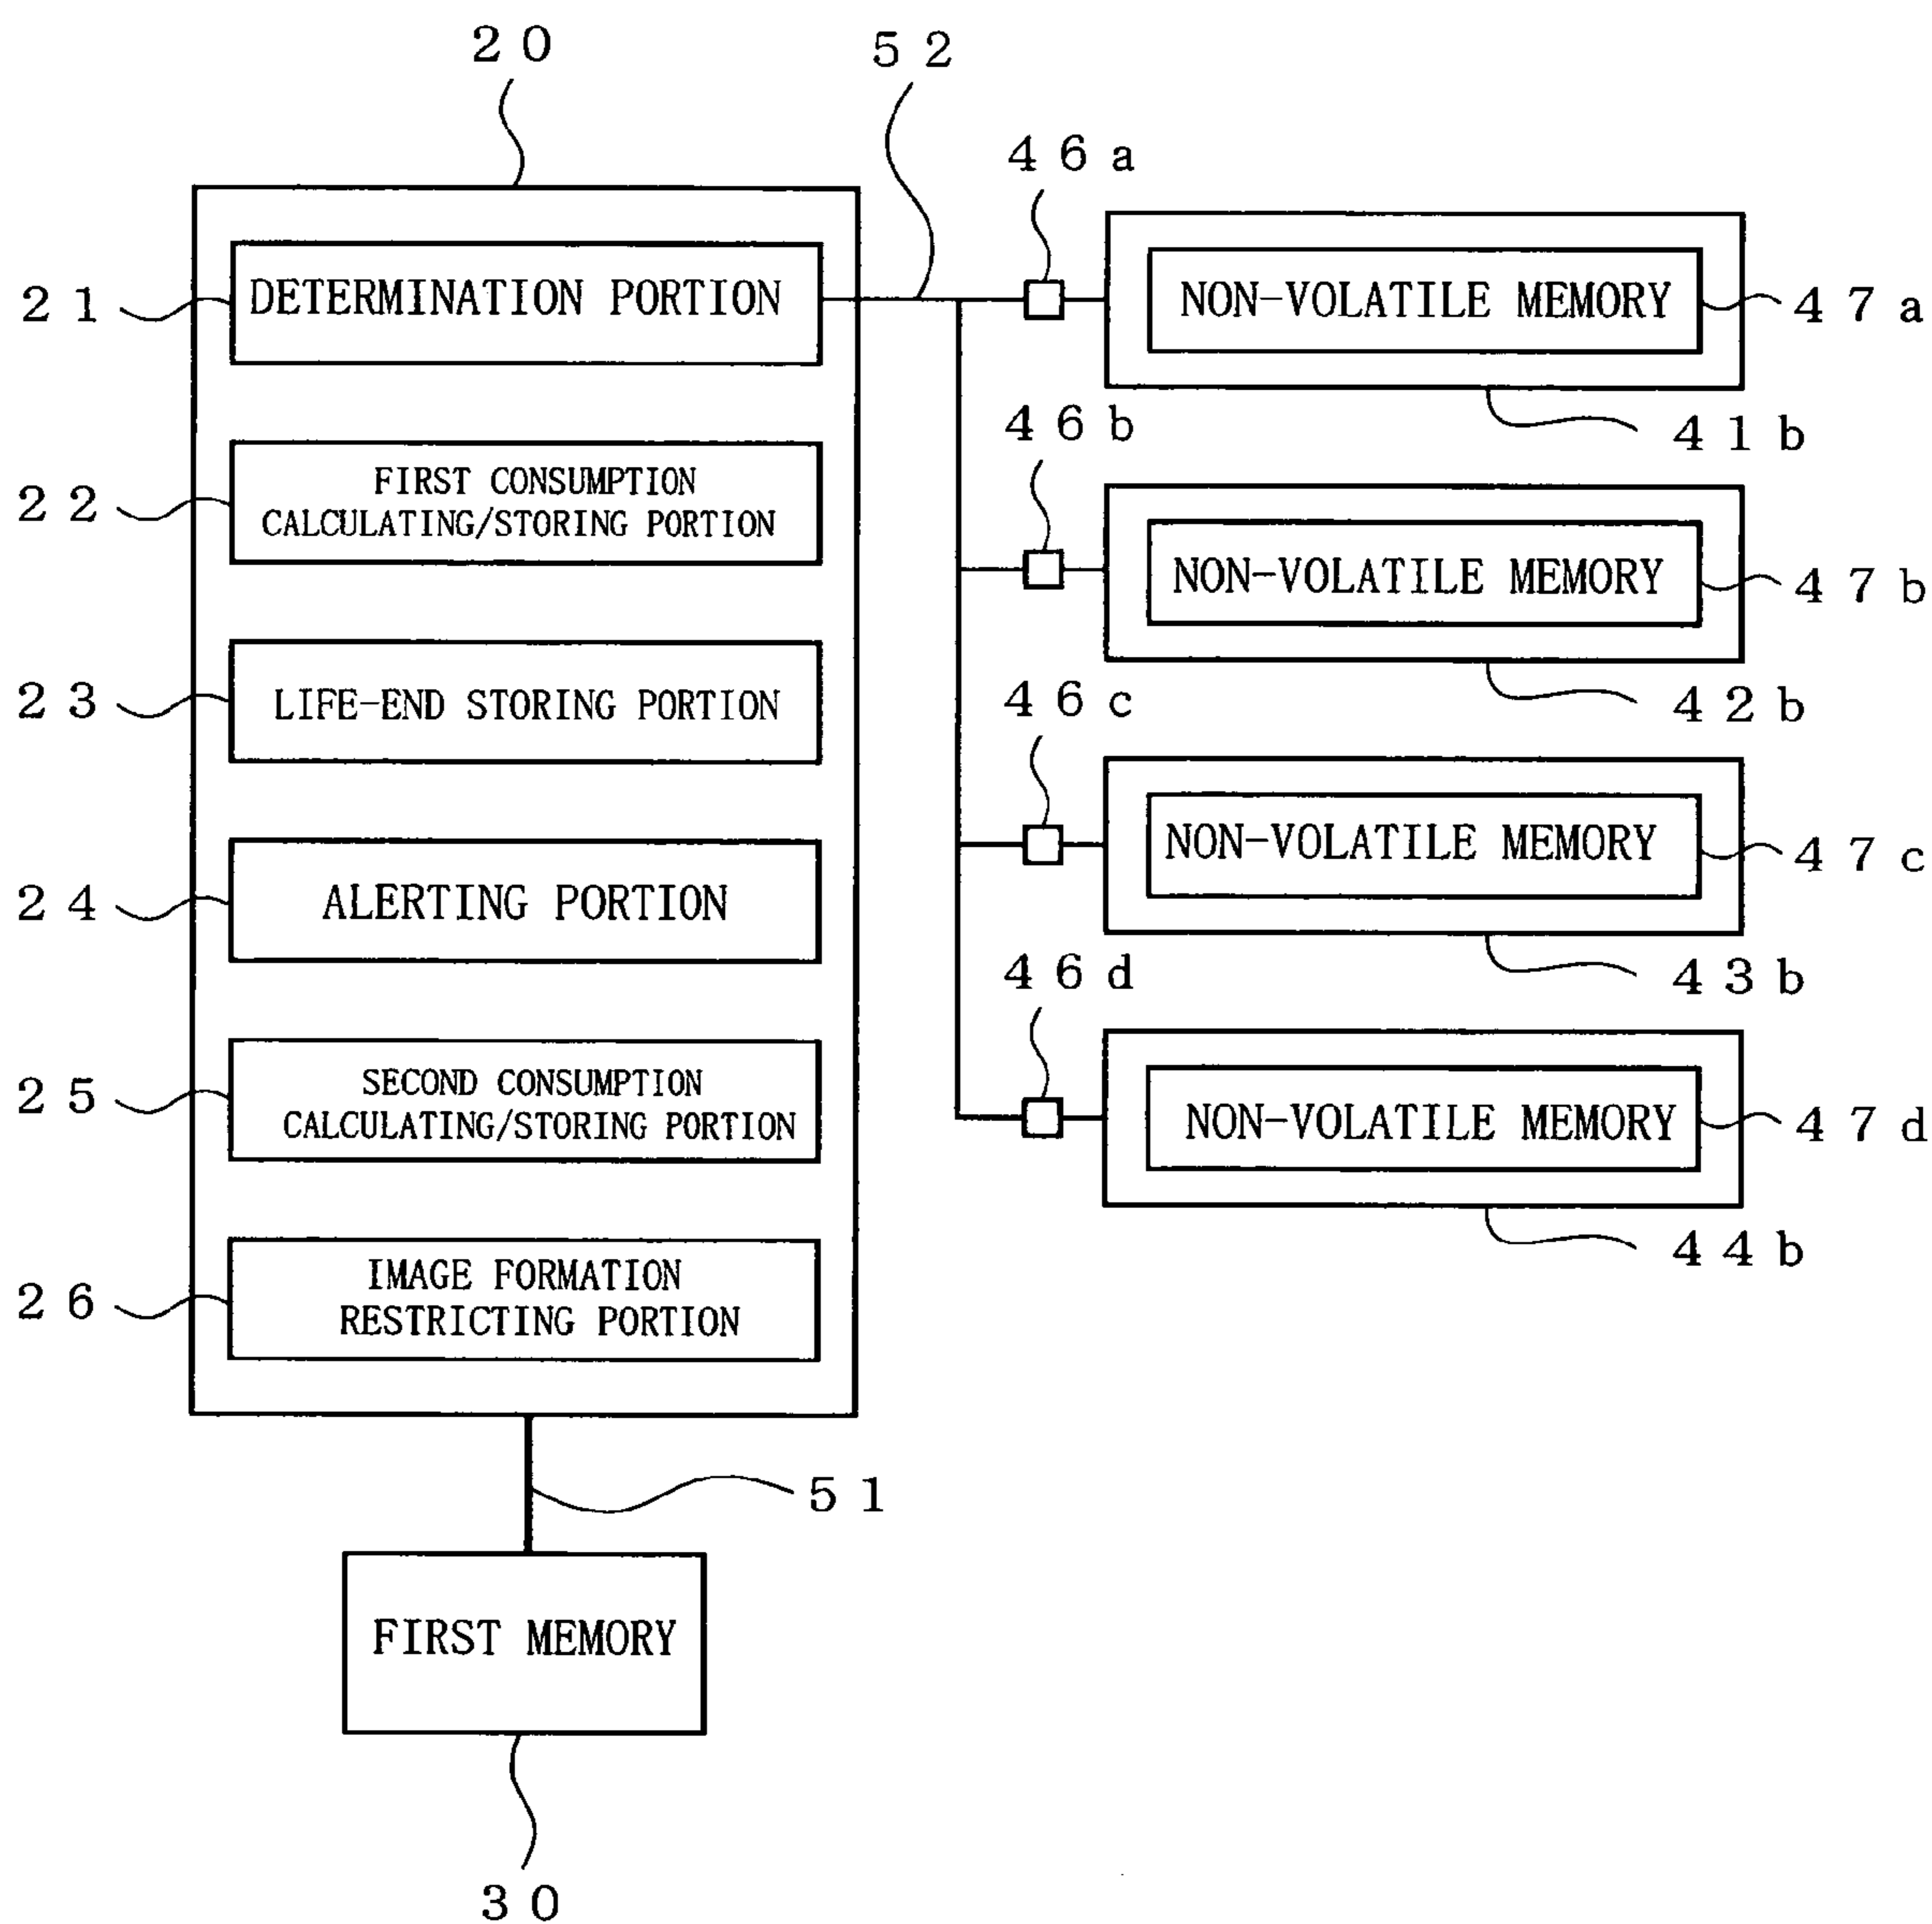 20
52
46a
21
DETERMINATION PORTION
NON-VOLATILE MEMORY
47a
41b
46b
22
FIRST CONSUMPTION
CALCULATING/STORING PORTION
NON-VOLATILE MEMORY
47b
42b
46c
23
LIFE-END STORING PORTION
NON-VOLATILE MEMORY
47c
43b
46d
24
ALERTING PORTION
NON-VOLATILE MEMORY
47d
44b
25
SECOND CONSUMPTION
CALCULATING/STORING PORTION
26
IMAGE FORMATION
RESTRICTING PORTION
51
FIRST MEMORY
30